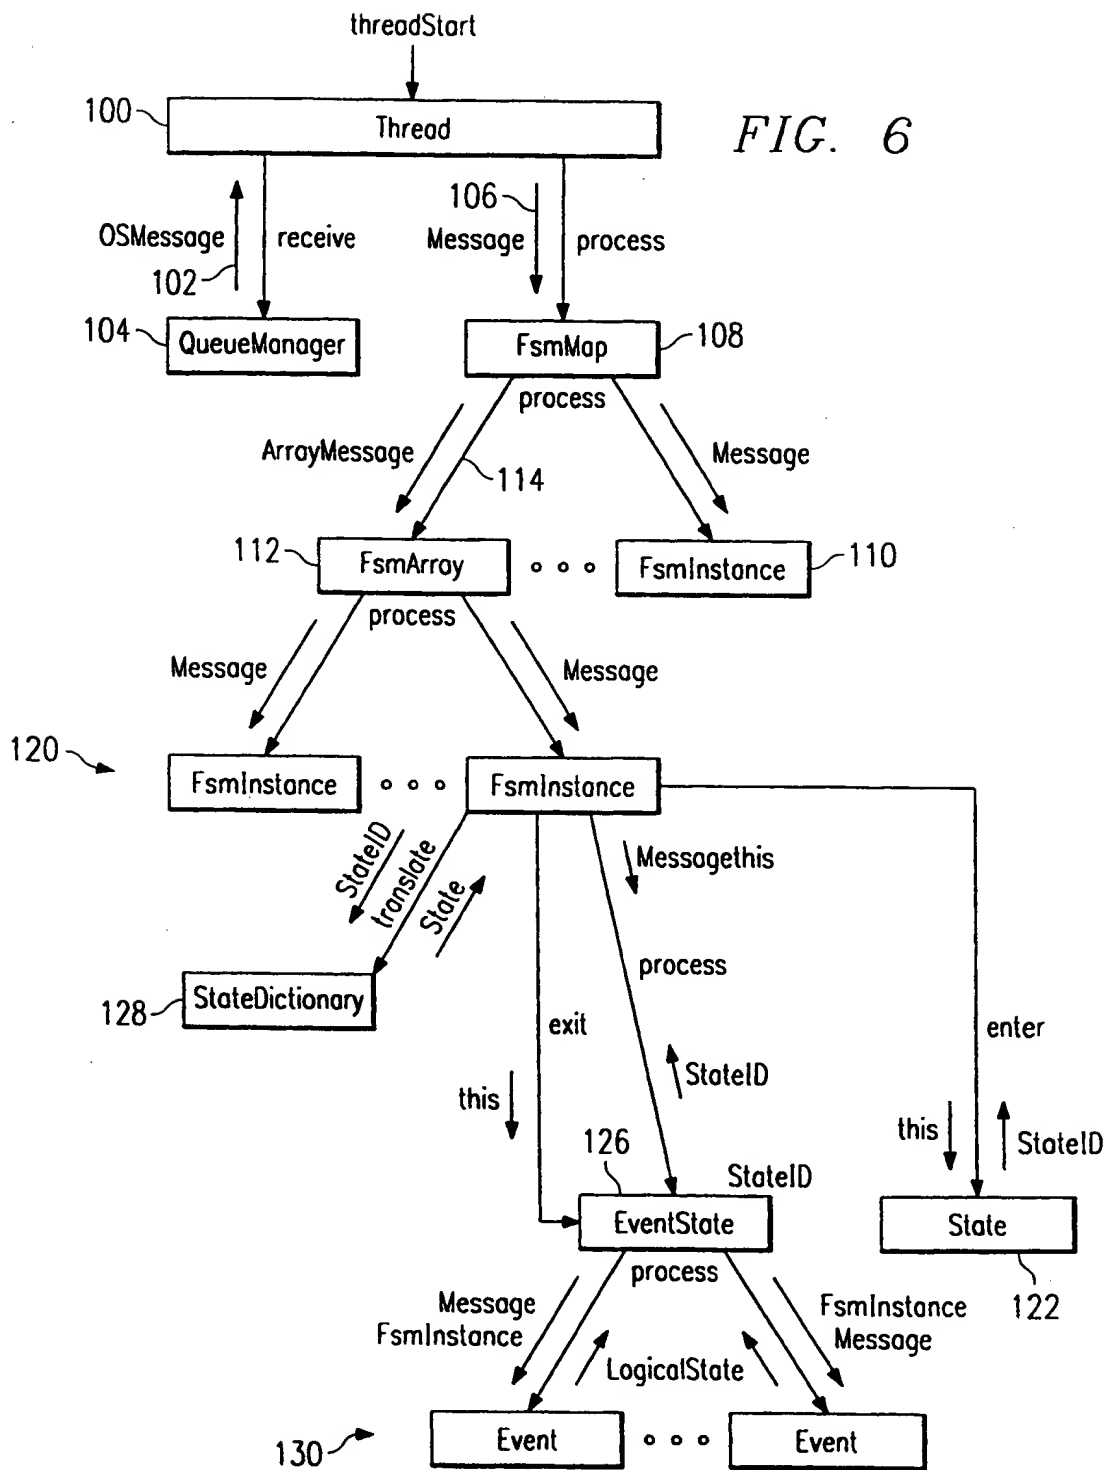 threadStart
100
Thread
FIG. 6
106
OSMessage
receive
Message
process
102
104
QueueManager
FsmMap
108
process
ArrayMessage
114
Message
112
FsmArray
FsmInstance
110
process
Message
Message
120
FsmInstance
FsmInstance
StateID
translate
State
Messagethis
process
StateDictionary
128
exit
enter
StateID
this
this
StateID
126
StateID
EventState
State
process
122
Message
FsmInstance
FsmInstance
Message
LogicalState
Event
Event
130